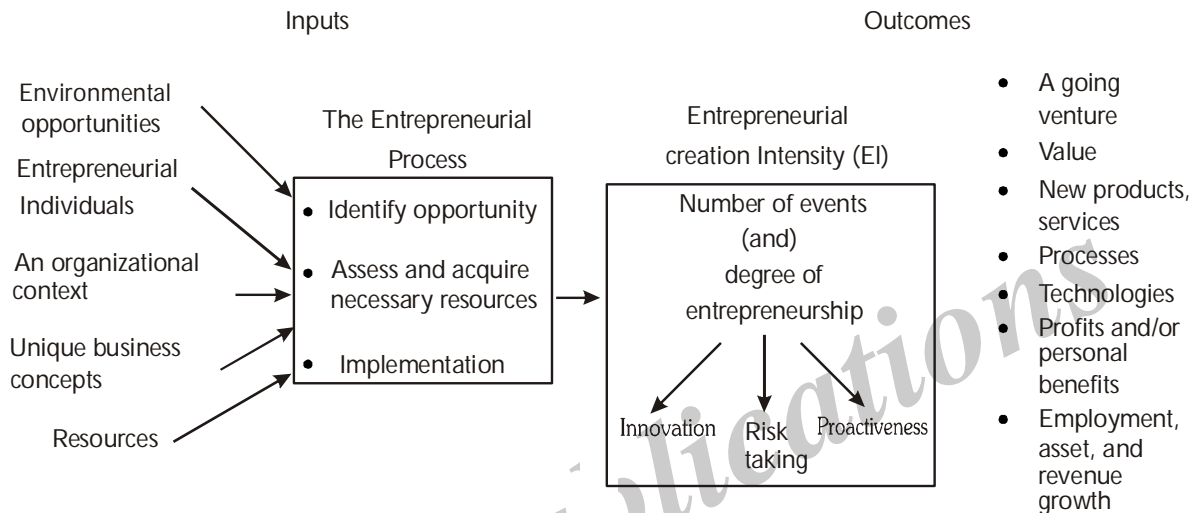 Inputs
Outcomes
Environmental
opportunities
Entrepreneurial
Individuals
An organizational
context
Unique business
concepts
Resources
The Entrepreneurial
Process
• Identify opportunity
• Assess and acquire
necessary resources
• Implementation
Entrepreneurial
creation Intensity (EI)
Number of events
(and)
degree of
entrepreneurship
Innovation
Risk
taking
Proactiveness
• A going
venture
• Value
• New products,
services
• Processes
• Technologies
• Profits and/or
personal
benefits
• Employment,
asset, and
revenue
growth